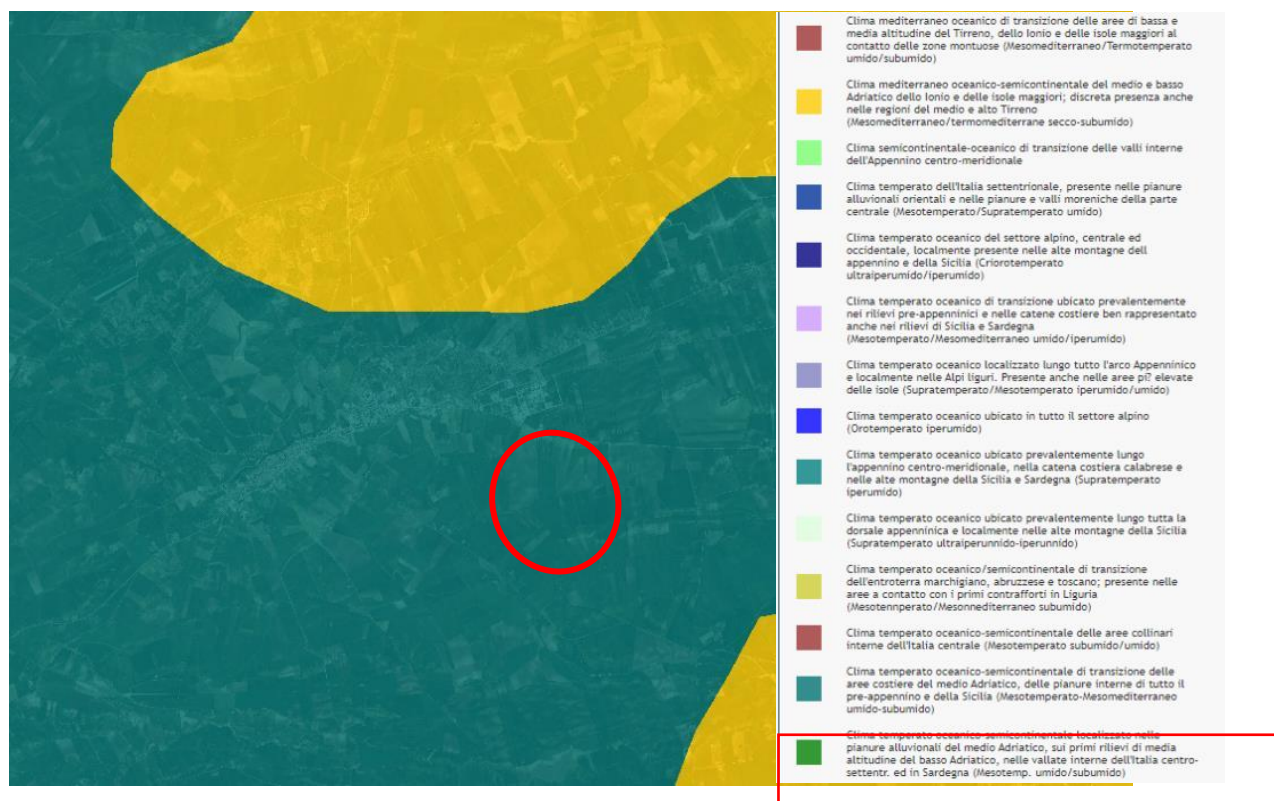 Clima mediterraneo oceanico di transizione delle aree di bassa e
media altitudine del Tirreno, dello Ionio e delle isole maggiori al
contatto delle zone montuose (Mesomediterraneo/Termotemperato
umido/subumido)
Clima mediterraneo oceanico-semicontinentale del medio e basso
Adriatico dello Ionio e delle isole maggiori; discreta presenza anche
nelle regioni del medio e alto Tirreno
(Mesomediterraneo/termomediterrane secco-subumido)
Clima semicontinentale-oceanico di transizione delle valli interne
dell'Appennino centro-meridionale
Clima temperato dell'Italia settentrionale, presente nelle pianure
alluvionali orientali e nelle pianure e valli moreniche della parte
centrale (Mesotemperato/Supratemperato umido)
Clima temperato oceanico del settore alpino, centrale ed
occidentale, localmente presente nelle alte montagne dell
appennino e della Sicilia (Criorotemperato
ultraiperumido/iperumido)
Clima temperato oceanico di transizione ubicato prevalentemente
nei rilievi pre-appenninici e nelle catene costiere ben rappresentato
anche nei rilievi di Sicilia e Sardegna
(Mesotemperato/Mesomediterraneo umido/iperumido)
Clima temperato oceanico localizzato lungo tutto l'arco Appenninico
e localmente nelle Alpi liguri. Presente anche nelle aree pi? elevate
delle isole (Supratemperato/Mesotemperato iperumido/umido)
Clima temperato oceanico ubicato in tutto il settore alpino
(Orotemperato iperumido)
Clima temperato oceanico ubicato prevalentemente lungo
l'appennino centro-meridionale, nella catena costiera calabrese e
nelle alte montagne della Sicilia e Sardegna (Supratemperato
iperumido)
Clima temperato oceanico ubicato prevalentemente lungo tutta la
dorsale appenninica e localmente nelle alte montagne della Sicilia
(Supratemperato ultraiperunnido-iperunnido)
Clima temperato oceanico/semicontinentale di transizione
dell'entroterra marchigiano, abruzzese e toscano; presente nelle
aree a contatto con i primi contrafforti in Liguria
(Mesotennperato/Mesonnediterraneo subumido)
Clima temperato oceanico-semicontinentale delle aree collinari
interne dell'Italia centrale (Mesotemperato subumido/umido)
Clima temperato oceanico-semicontinentale di transizione delle
aree costiere del medio Adriatico, delle pianure interne di tutto il
pre-appennino e della Sicilia (Mesotemperato-Mesomediterraneo
umido-subumido)
Clima temperato oceanico-semicontinentale localizzato nelle
pianure alluvionali del medio Adriatico, sui primi rilievi di media
altitudine del basso Adriatico, nelle vallate interne dell'Italia centro-
settentr. ed in Sardegna (Mesotemp. umido/subumido)